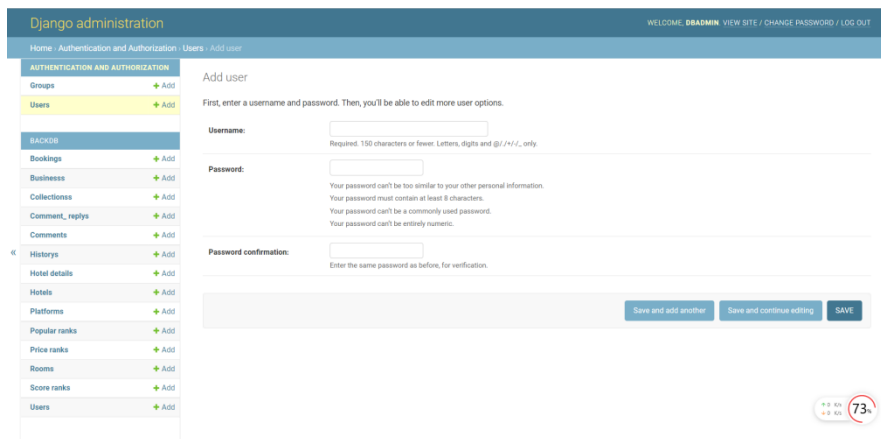 Django administration
WELCOME, DBADMIN. VIEW SITE / CHANGE PASSWORD / LOG OUT
Home › Authentication and Authorization › Users › Add user
AUTHENTICATION AND AUTHORIZATION
Groups + Add
Users + Add
BACKDB
Bookings + Add
Businesss + Add
Collectionss + Add
Comment_ replys + Add
Comments + Add
Historys + Add
Hotel details + Add
Hotels + Add
Platforms + Add
Popular ranks + Add
Price ranks + Add
Rooms + Add
Score ranks + Add
Users + Add
«
Add user
First, enter a username and password. Then, you'll be able to edit more user options.
Username:
Required. 150 characters or fewer. Letters, digits and @/./+/-/_ only.
Password:
Your password can't be too similar to your other personal information.
Your password must contain at least 8 characters.
Your password can't be a commonly used password.
Your password can't be entirely numeric.
Password confirmation:
Enter the same password as before, for verification.
Save and add another
Save and continue editing
SAVE
0 K/s
0 K/s
73%